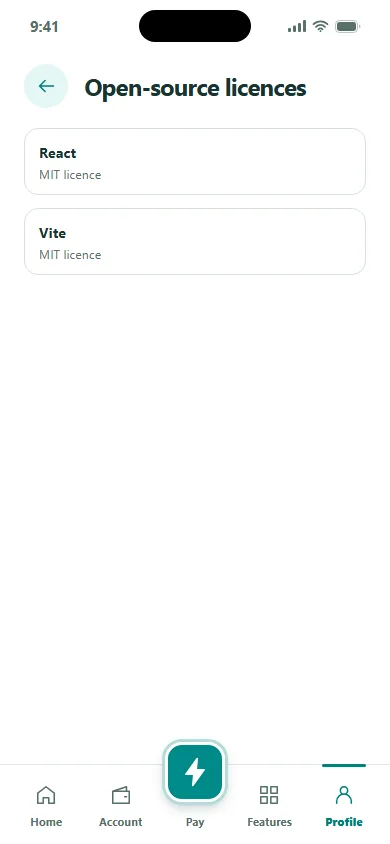 9:41
Open-source licences
React
MIT licence
Vite
MIT licence
Home
Account
Pay
Features
Profile